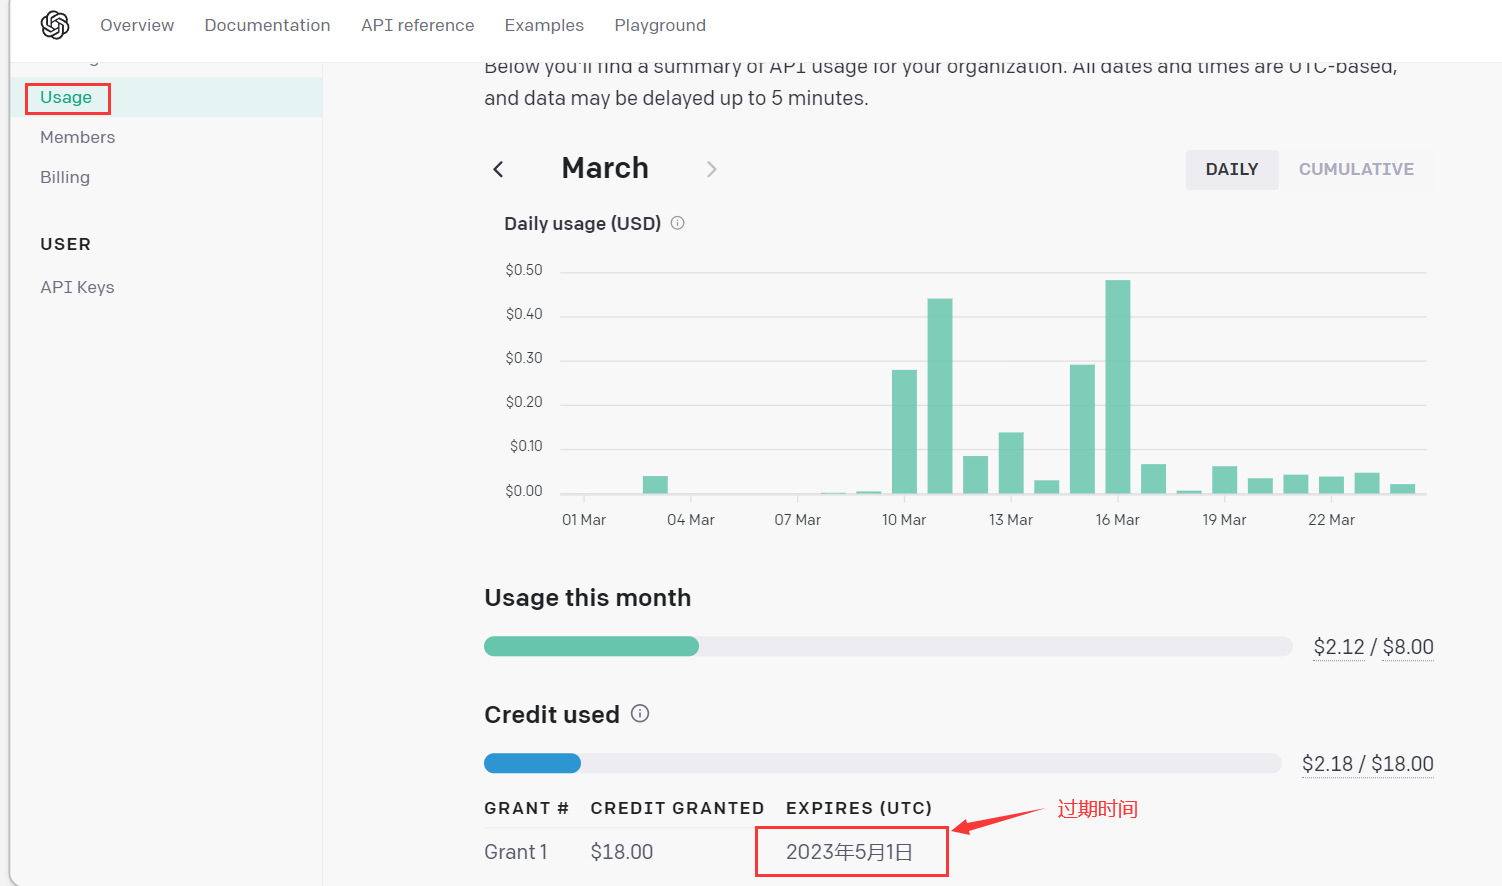 Overview Documentation API reference Examples Playground
Usage
Members
Billing
USER
API Keys
Below you'll find a summary of API usage for your organization. All dates and times are UTC-based,
and data may be delayed up to 5 minutes.
March
DAILY CUMULATIVE
Daily usage (USD)
$0.50
$0.40
$0.30
$0.20
$0.10
$0.00
01 Mar 04 Mar 07 Mar 10 Mar 13 Mar 16 Mar 19 Mar 22 Mar
Usage this month
$2.12 / $8.00
Credit used
$2.18 / $18.00
GRANT # CREDIT GRANTED EXPIRES (UTC)
过期时间
Grant 1 $18.00 2023年5月1日